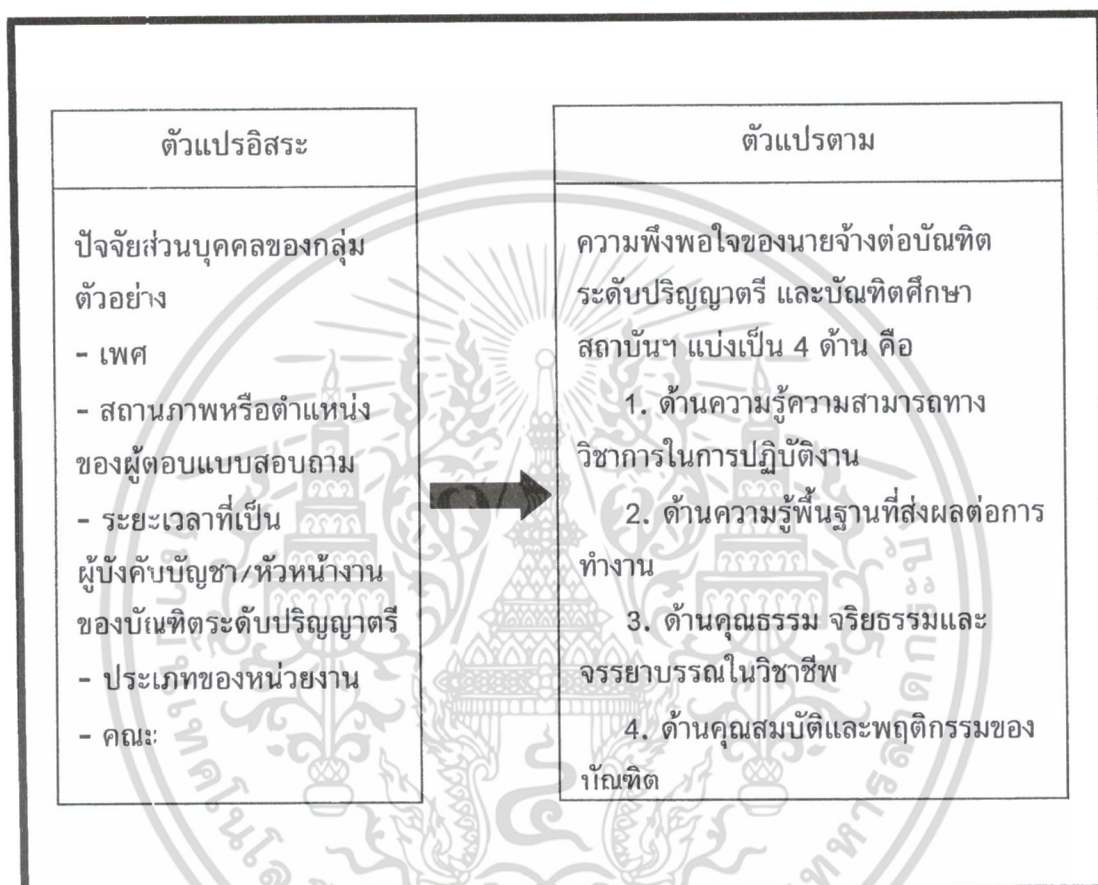 ตัวแปรอิสระ
ปัจจัยส่วนบุคคลของกลุ่ม
ตัวอย่าง
- เพศ
- สถานภาพหรือตำแหน่ง
ของผู้ตอบแบบสอบถาม
- ระยะเวลาที่เป็น
ผู้บังคับบัญชา/หัวหน้างาน
ของบัณฑิตระดับปริญญาตรี
- ประเภทของหน่วยงาน
- คณะ
ตัวแปรตาม
ความพึงพอใจของนายจ้างต่อบัณฑิต
ระดับปริญญาตรี และบัณฑิตศึกษา
สถาบันฯ แบ่งเป็น 4 ด้าน คือ
1. ด้านความรู้ความสามารถทาง
วิชาการในการปฏิบัติงาน
2. ด้านความรู้พื้นฐานที่ส่งผลต่อการ
ทำงาน
3. ด้านคุณธรรม จริยธรรมและ
จรรยาบรรณในวิชาชีพ
4. ด้านคุณสมบัติและพฤติกรรมของ
บัณฑิต